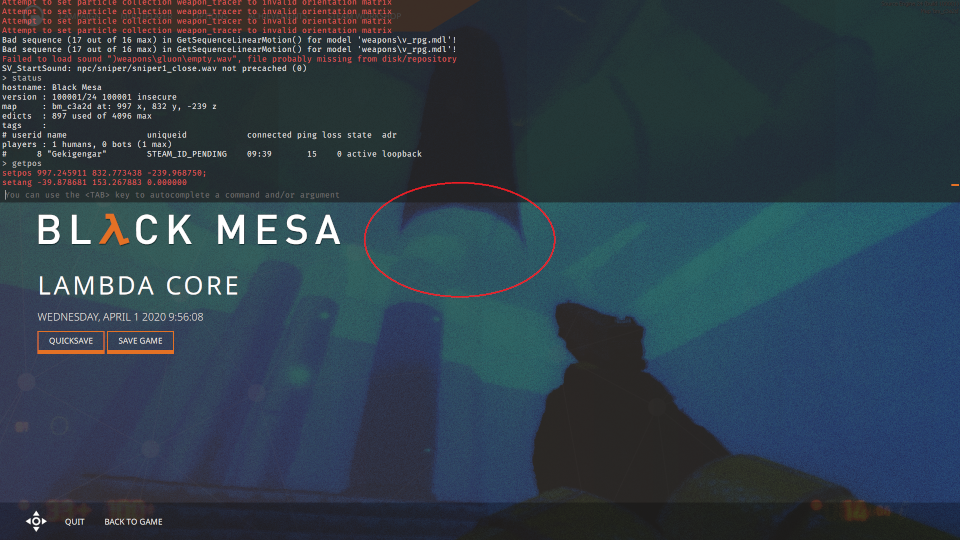 Attempt to set particle collection weapon_tracer to invalid orientation matrix
Attempt to set particle collection weapon_tracer to invalid orientation matrix
Attempt to set particle collection weapon_tracer to invalid orientation matrix
Attempt to set particle collection weapon_tracer to invalid orientation matrix
Bad sequence (17 out of 16 max) in GetSequenceLinearMotion() for model 'weapons\v_rpg.mdl'!
Bad sequence (17 out of 16 max) in GetSequenceLinearMotion() for model 'weapons\v_rpg.mdl'!
Failed to load sound ")weapons\gluon\empty.wav", file probably missing from disk/repository
SV_StartSound: npc/sniper/sniper1_close.wav not precached (0)
> status
hostname: Black Mesa
version : 100001/24 100001 insecure
map : bm_c3a2d at: 997 x, 832 y, -239 z
edicts : 897 used of 4096 max
tags :
# userid name uniqueid connected ping loss state adr
players : 1 humans, 0 bots (1 max)
# 8 "Gekigengar" STEAM_ID_PENDING 09:39 15 0 active loopback
> getpos
setpos 997.245911 832.773438 -239.968750;
setang -39.878681 153.267883 0.000000
You can use the <TAB> key to autocomplete a command and/or argument
BLλCK MESA
LAMBDA CORE
WEDNESDAY, APRIL 1 2020 9:56:08
QUICKSAVE SAVE GAME
QUIT BACK TO GAME